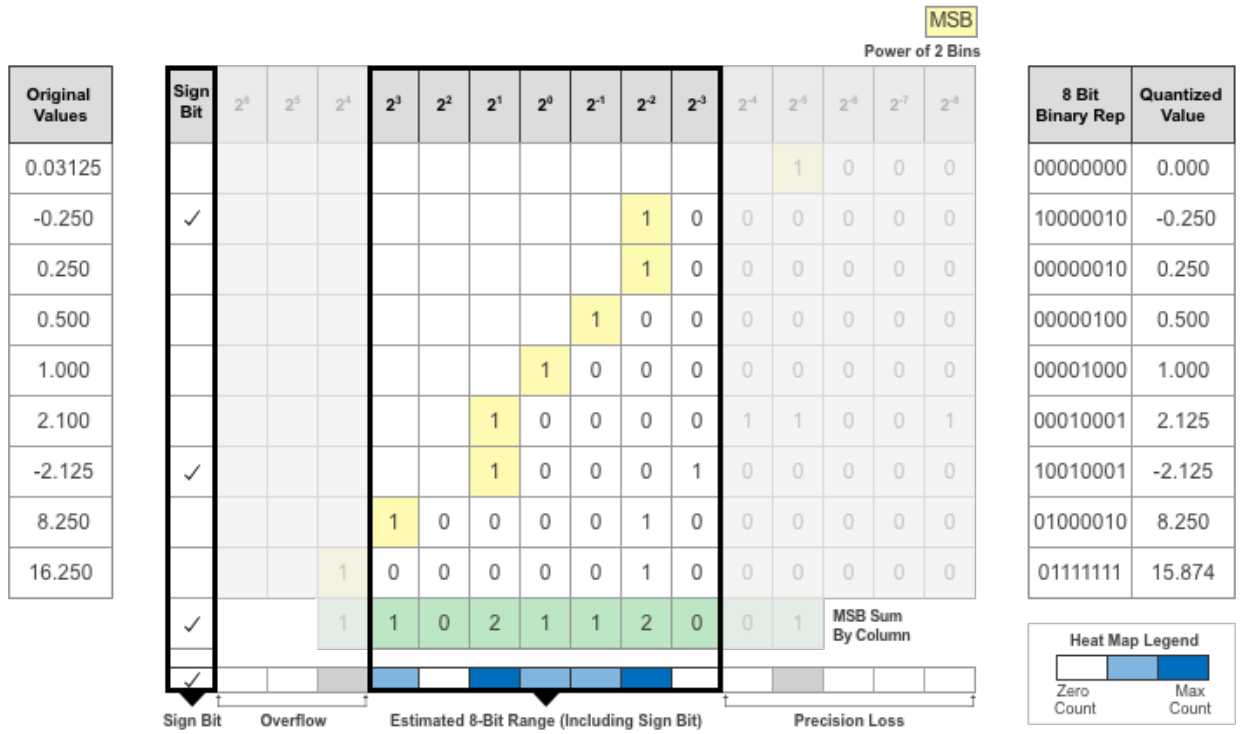 MSB
Power of 2 Bins
Original Values
Sign Bit
2⁶ 2⁵ 2⁴ 2³ 2² 2¹ 2⁰ 2⁻¹ 2⁻² 2⁻³ 2⁻⁴ 2⁻⁵ 2⁻⁶ 2⁻⁷ 2⁻⁸
8 Bit Binary Rep
Quantized Value
0.03125 1 0 0 0 00000000 0.000
-0.250 ✓ 1 0 0 0 0 0 0 10000010 -0.250
0.250 1 0 0 0 0 0 0 00000010 0.250
0.500 1 0 0 0 0 0 0 0 00000100 0.500
1.000 1 0 0 0 0 0 0 0 0 00001000 1.000
2.100 1 0 0 0 0 1 1 0 0 1 00010001 2.125
-2.125 ✓ 1 0 0 0 1 0 0 0 0 0 10010001 -2.125
8.250 1 0 0 0 0 1 0 0 0 0 0 0 01000010 8.250
16.250 1 0 0 0 0 0 1 0 0 0 0 0 0 01111111 15.874
✓ 1 1 0 2 1 1 2 0 0 1 MSB Sum
By Column
✓
Sign Bit
Overflow
Estimated 8-Bit Range (Including Sign Bit)
Precision Loss
Heat Map Legend
Zero Count
Max Count